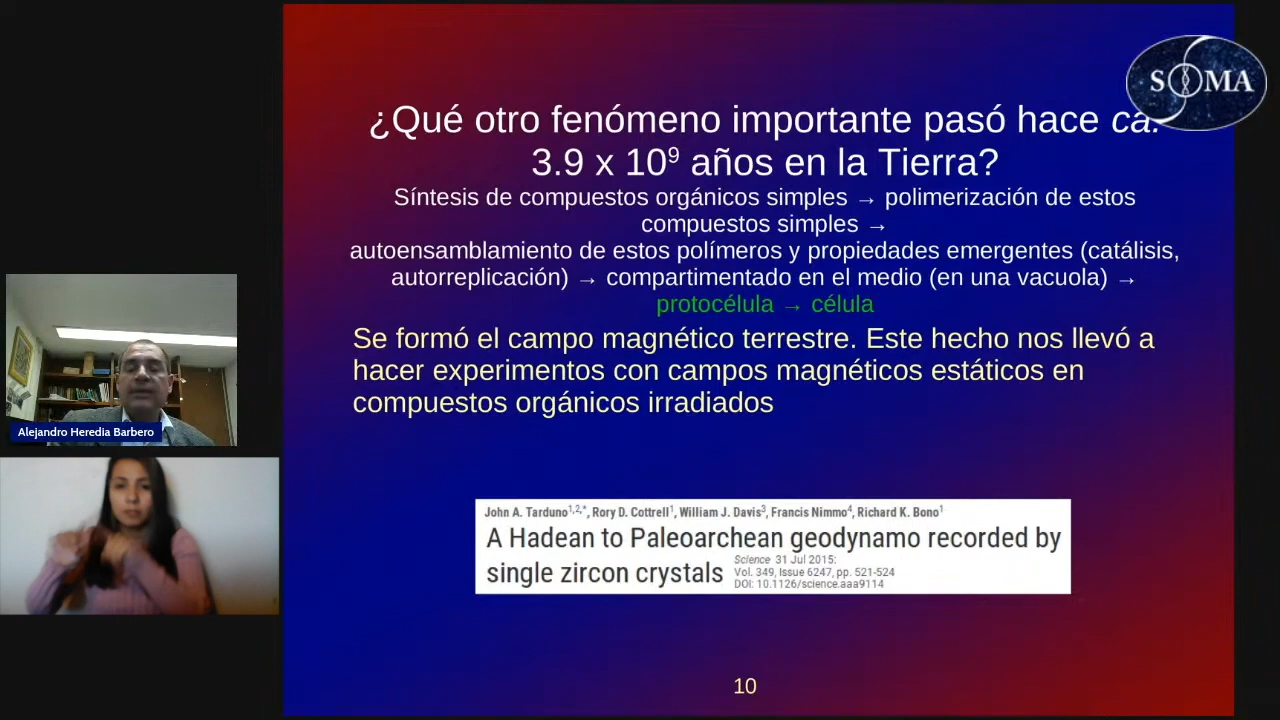 SOMA
¿Qué otro fenómeno importante pasó hace ca.
3.9 x 10⁹ años en la Tierra?
Síntesis de compuestos orgánicos simples → polimerización de estos
compuestos simples →
autoensamblamiento de estos polímeros y propiedades emergentes (catálisis,
autorreplicación) → compartimentado en el medio (en una vacuola) →
protocélula → célula
Se formó el campo magnético terrestre. Este hecho nos llevó a
hacer experimentos con campos magnéticos estáticos en
compuestos orgánicos irradiados
Alejandro Heredia Barbero
John A. Tarduno¹,²,*, Rory D. Cottrell¹, William J. Davis³, Francis Nimmo⁴, Richard K. Bono¹
A Hadean to Paleoarchean geodynamo recorded by
single zircon crystals
Science 31 Jul 2015:
Vol. 349, Issue 6247, pp. 521-524
DOI: 10.1126/science.aaa9114
10